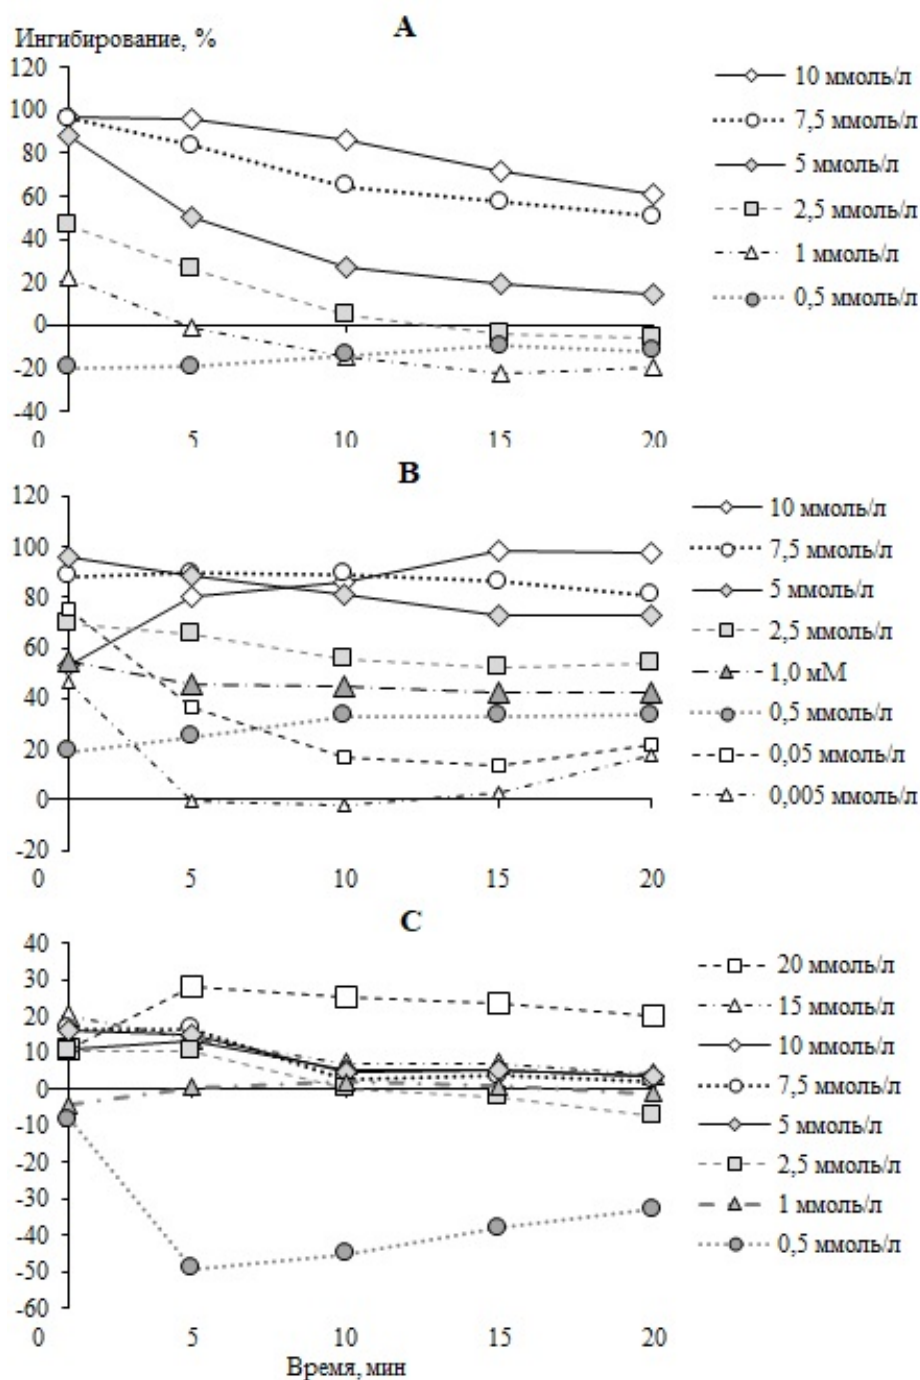 A
Ингибирование, %
120
100
80
60
40
20
0
-20
-40
0 5 10 15 20
10 ммоль/л
7,5 ммоль/л
5 ммоль/л
2,5 ммоль/л
1 ммоль/л
0,5 ммоль/л
B
120
100
80
60
40
20
0
-20
0 5 10 15 20
10 ммоль/л
7,5 ммоль/л
5 ммоль/л
2,5 ммоль/л
1,0 мМ
0,5 ммоль/л
0,05 ммоль/л
0,005 ммоль/л
C
40
30
20
10
0
-10
-20
-30
-40
-50
-60
0 5 10 15 20
Время, мин
20 ммоль/л
15 ммоль/л
10 ммоль/л
7,5 ммоль/л
5 ммоль/л
2,5 ммоль/л
1 ммоль/л
0,5 ммоль/л